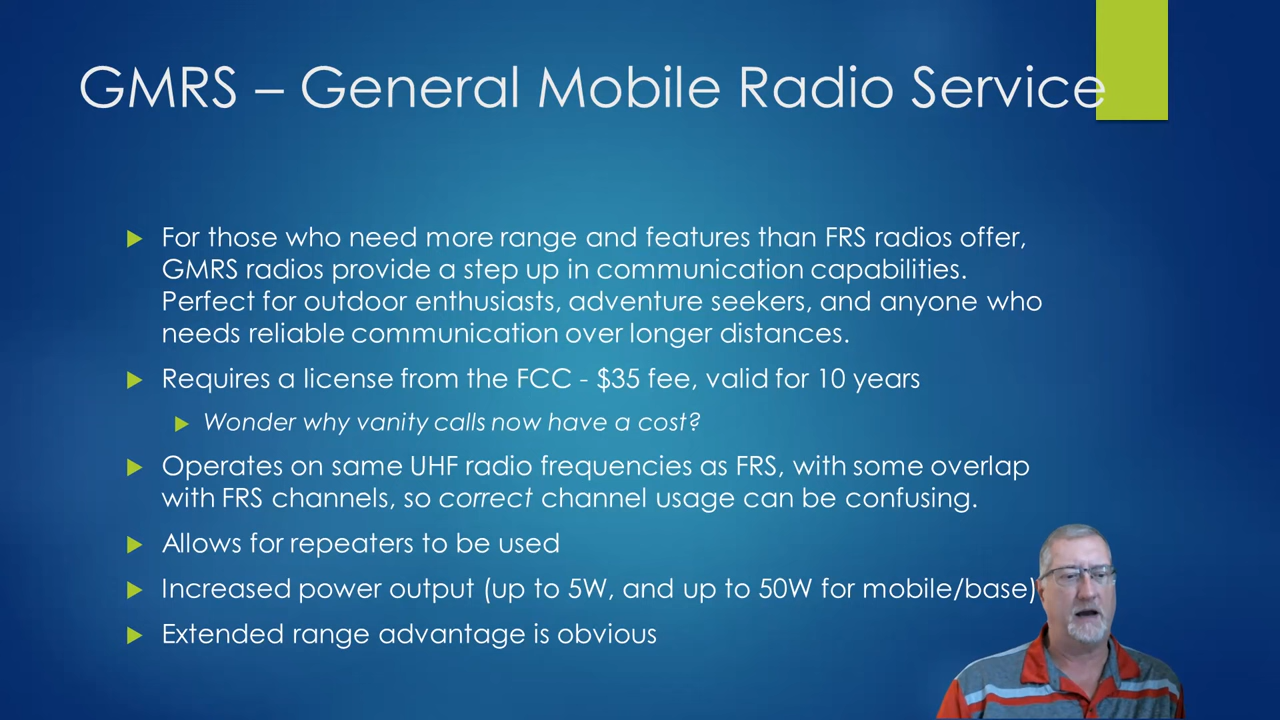 GMRS – General Mobile Radio Service
For those who need more range and features than FRS radios offer,
GMRS radios provide a step up in communication capabilities.
Perfect for outdoor enthusiasts, adventure seekers, and anyone who
needs reliable communication over longer distances.
Requires a license from the FCC - $35 fee, valid for 10 years
Wonder why vanity calls now have a cost?
Operates on same UHF radio frequencies as FRS, with some overlap
with FRS channels, so correct channel usage can be confusing.
Allows for repeaters to be used
Increased power output (up to 5W, and up to 50W for mobile/base)
Extended range advantage is obvious